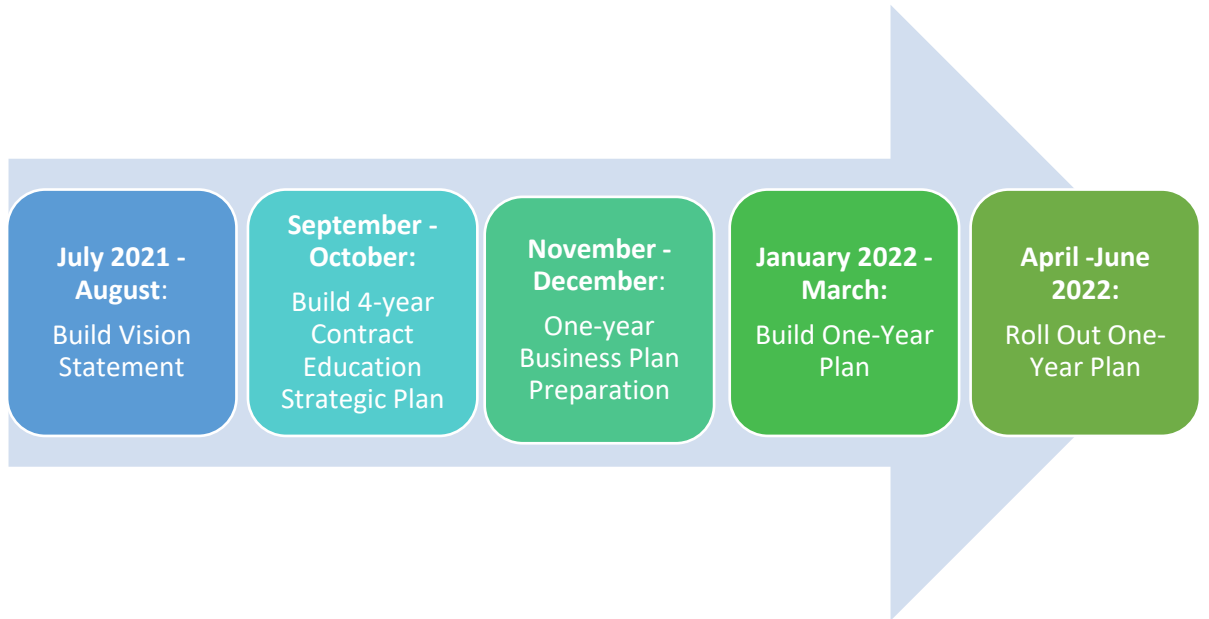 July 2021 -
August:
Build Vision
Statement
September -
October:
Build 4-year
Contract
Education
Strategic Plan
November -
December:
One-year
Business Plan
Preparation
January 2022 -
March:
Build One-Year
Plan
April -June
2022:
Roll Out One-
Year Plan